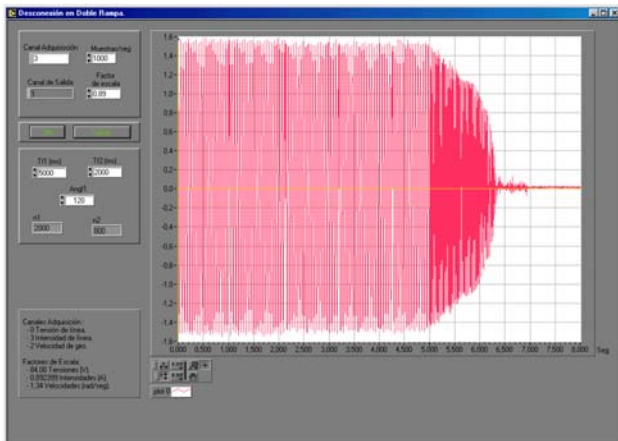 Desconexión en Doble Rampa.
Canal Adquisición
Muestras/seg
3
1000
Canal de Salida
Factor de escala
1
0.89
Tf1 (ms)
Tf2 (ms)
5000
2000
Angf1
120
n1
n2
2000
800
1.6
1.4
1.2
1.0
0.8
0.6
0.4
0.2
0.0
-0.2
-0.4
-0.6
-0.8
-1.0
-1.2
-1.4
-1.6
0.000 0.500 1.000 1.500 2.000 2.500 3.000 3.500 4.000 4.500 5.000 5.500 6.000 6.500 7.000 7.500 8.000
Seg
Canales Adquisición:
- 0 Tensión de línea.
- 3 Intensidad de línea.
- 2 Velocidad de giro.
Factores de Escala:
- 84.00 Tensiones (V).
- 0.892389 Intensidades (A).
- 1.34 Velocidades (rad/seg).
plot 0